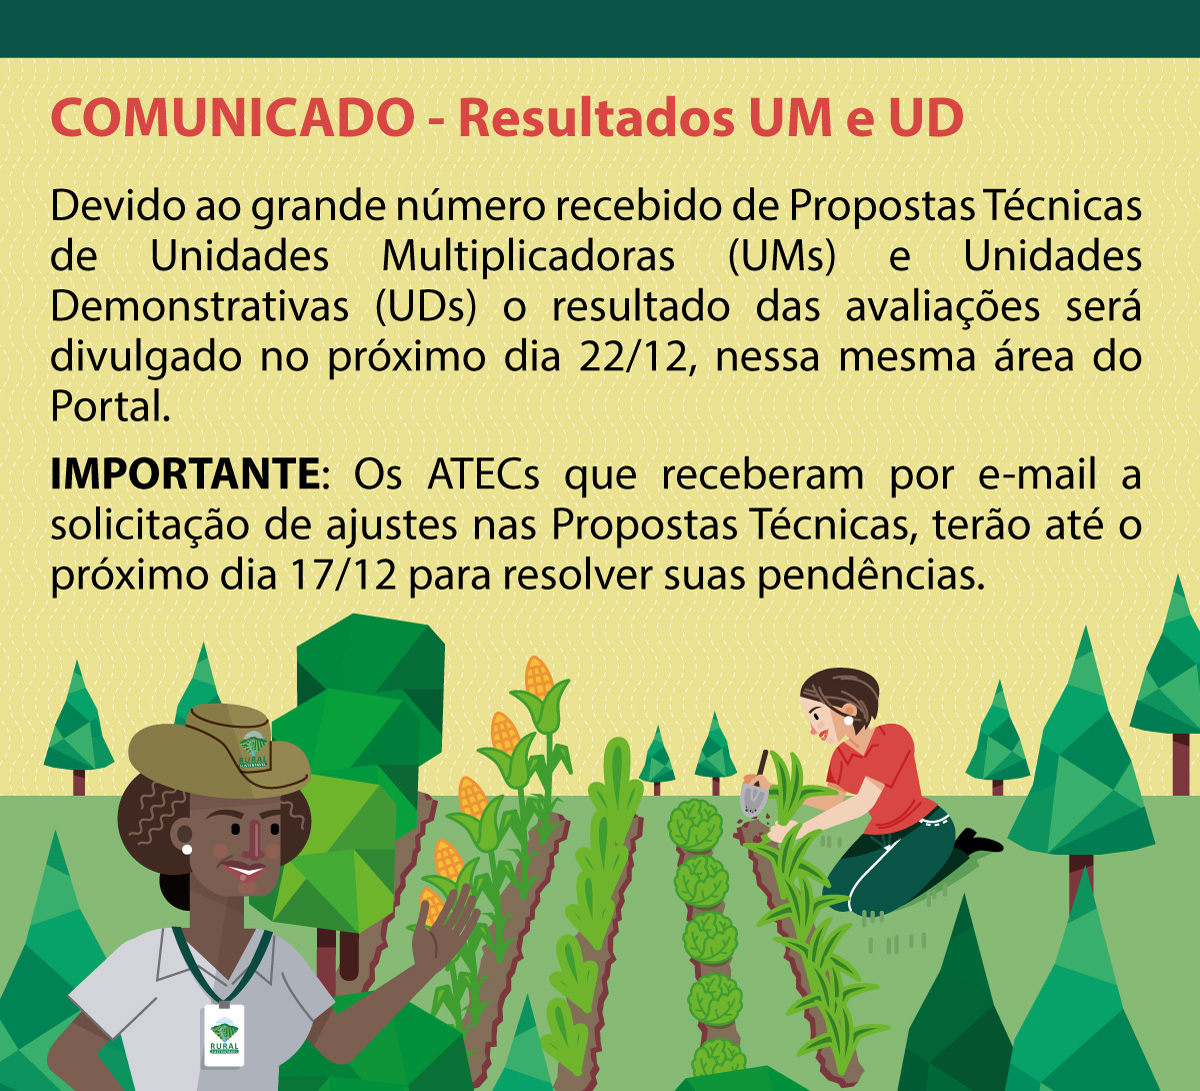 COMUNICADO - Resultados UM e UD
Devido ao grande número recebido de Propostas Técnicas
de Unidades Multiplicadoras (UMs) e Unidades
Demonstrativas (UDs) o resultado das avaliações será
divulgado no próximo dia 22/12, nessa mesma área do
Portal.
IMPORTANTE: Os ATECs que receberam por e-mail a
solicitação de ajustes nas Propostas Técnicas, terão até o
próximo dia 17/12 para resolver suas pendências.
RURAL
SUSTENTÁVEL
RURAL
SUSTENTÁVEL